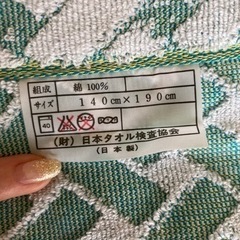 組成 綿 100%
サイズ 140cm×190cm
40
(財)日本タオル検査協会
(日本製)